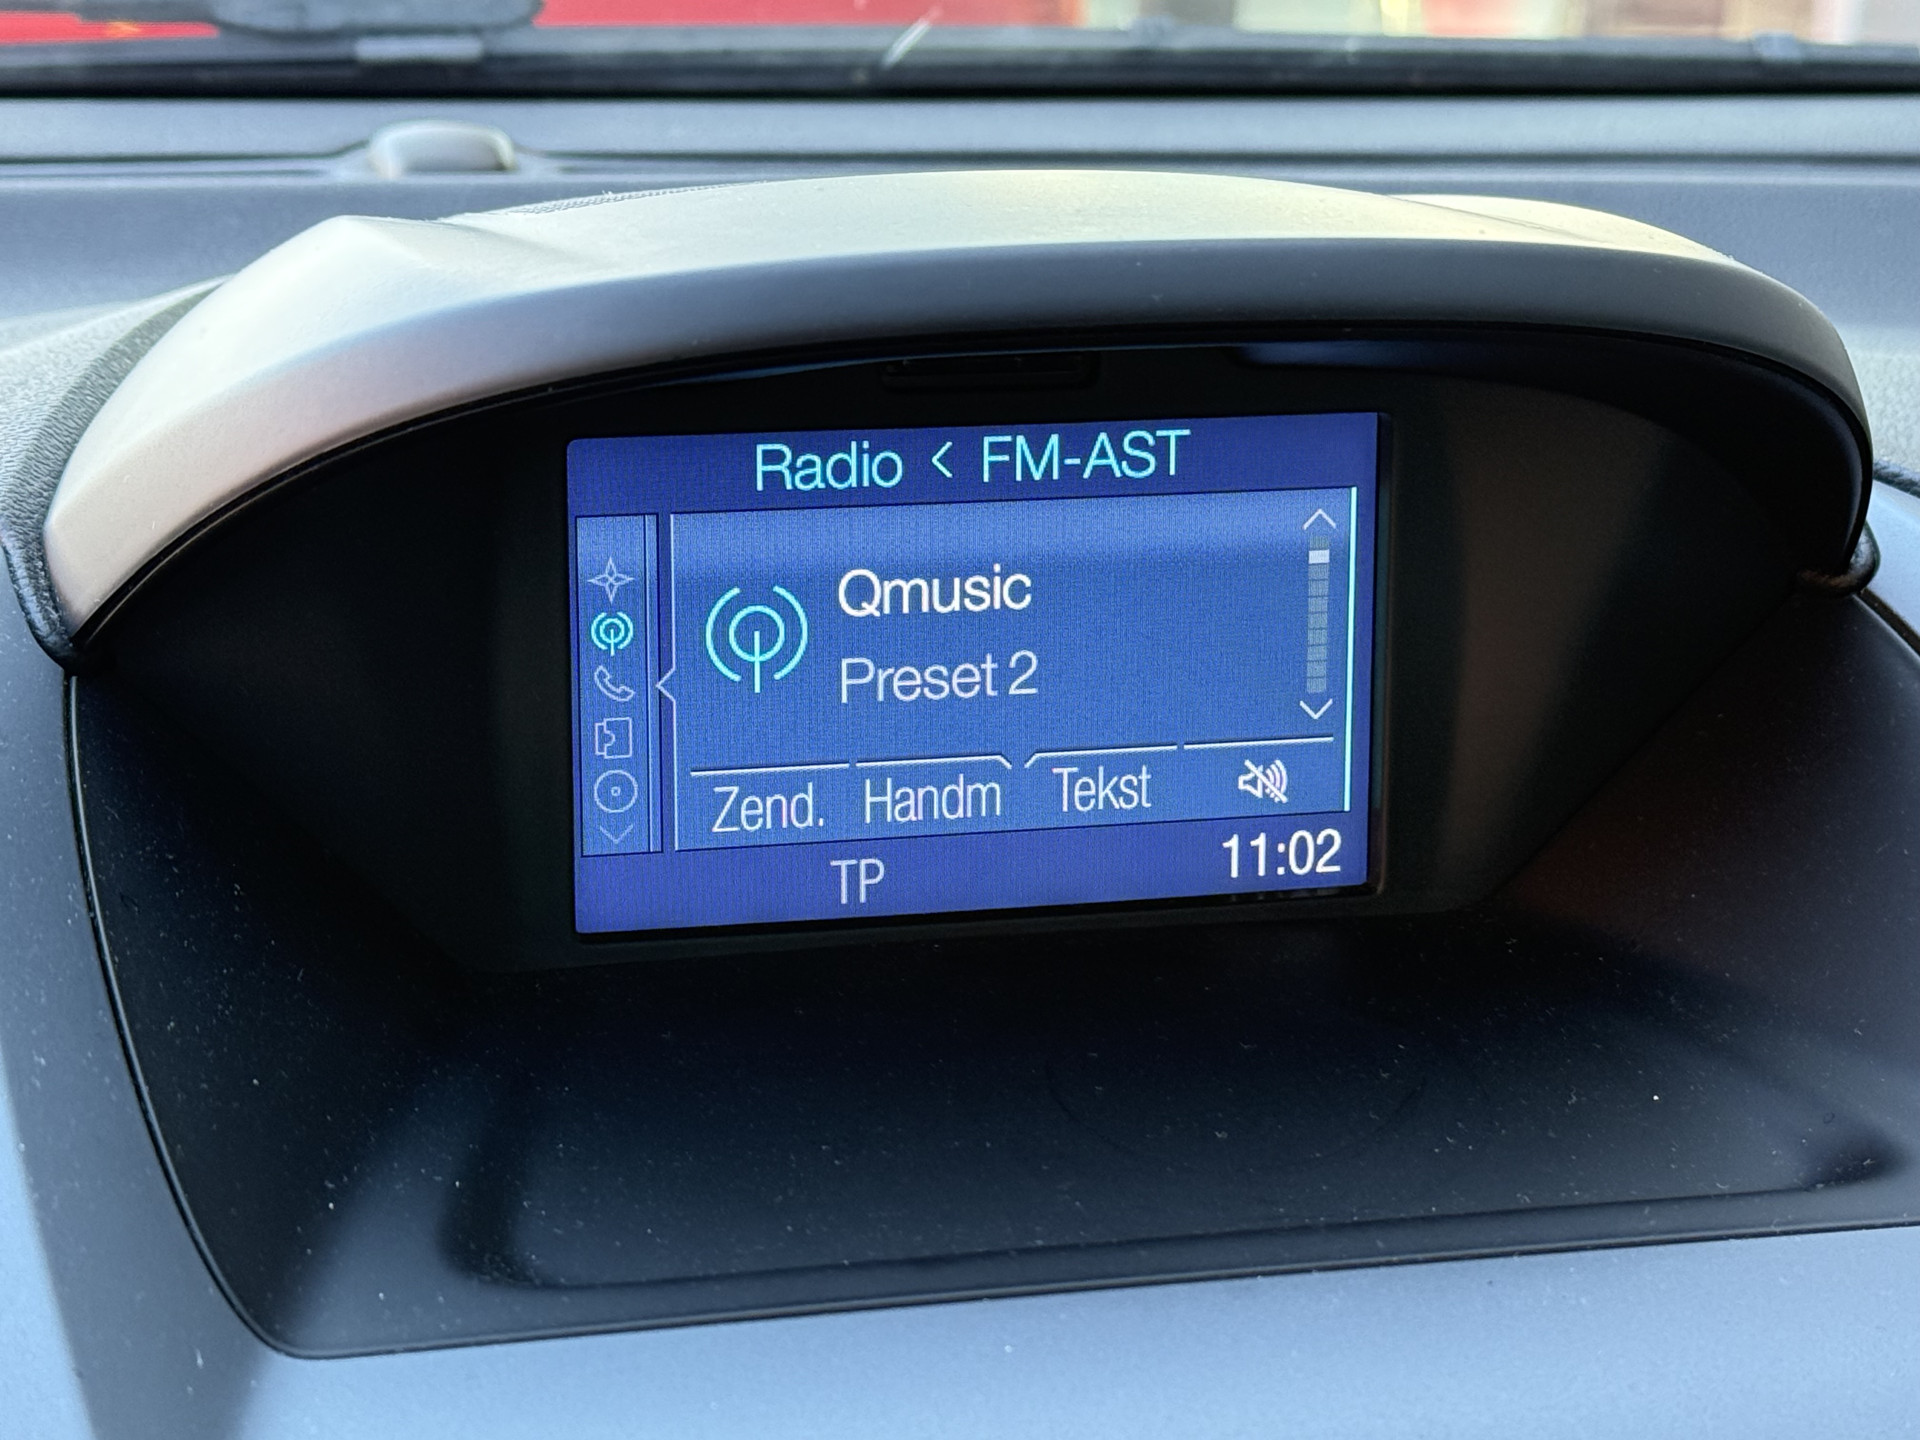 Radio < FM-AST
Qmusic
Preset 2
Zend. Handm Tekst
TP 11:02